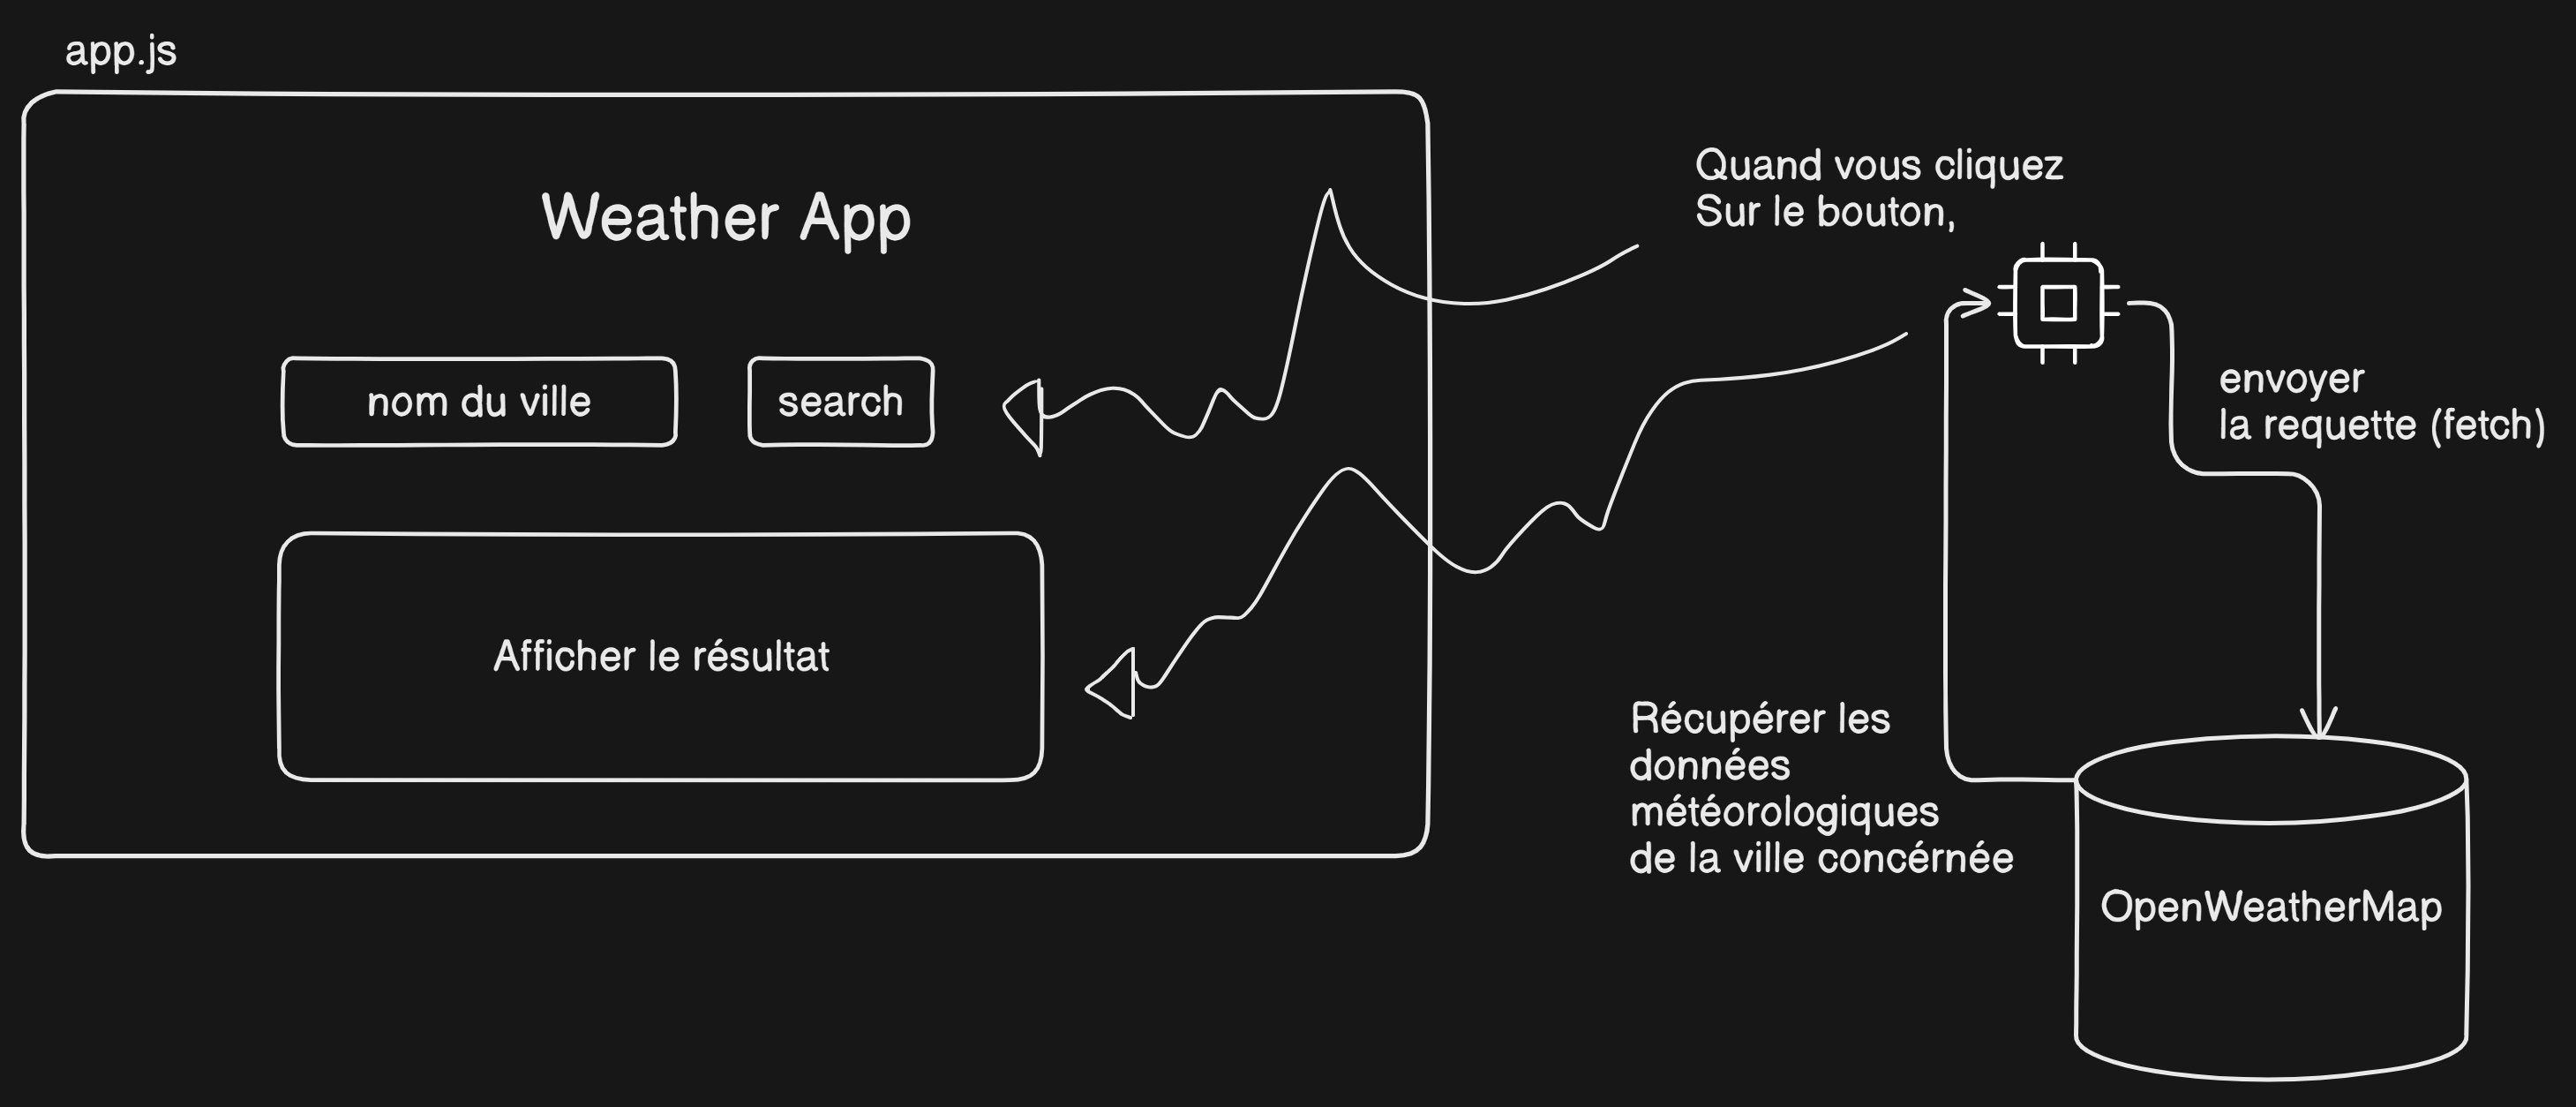 app.js
Weather App
nom du ville
search
Afficher le résultat
Quand vous cliquez
Sur le bouton,
envoyer
la requette (fetch)
Récupérer les
données
météorologiques
de la ville concérnée
OpenWeatherMap